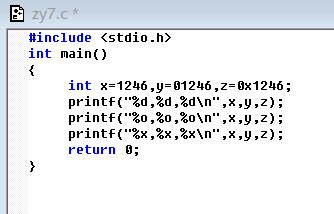 zy7.c *
#include <stdio.h>
int main()
{
int x=1246,y=01246,z=0x1246;
printf("%d,%d,%d\n",x,y,z);
printf("%o,%o,%o\n",x,y,z);
printf("%x,%x,%x\n",x,y,z);
return 0;
}